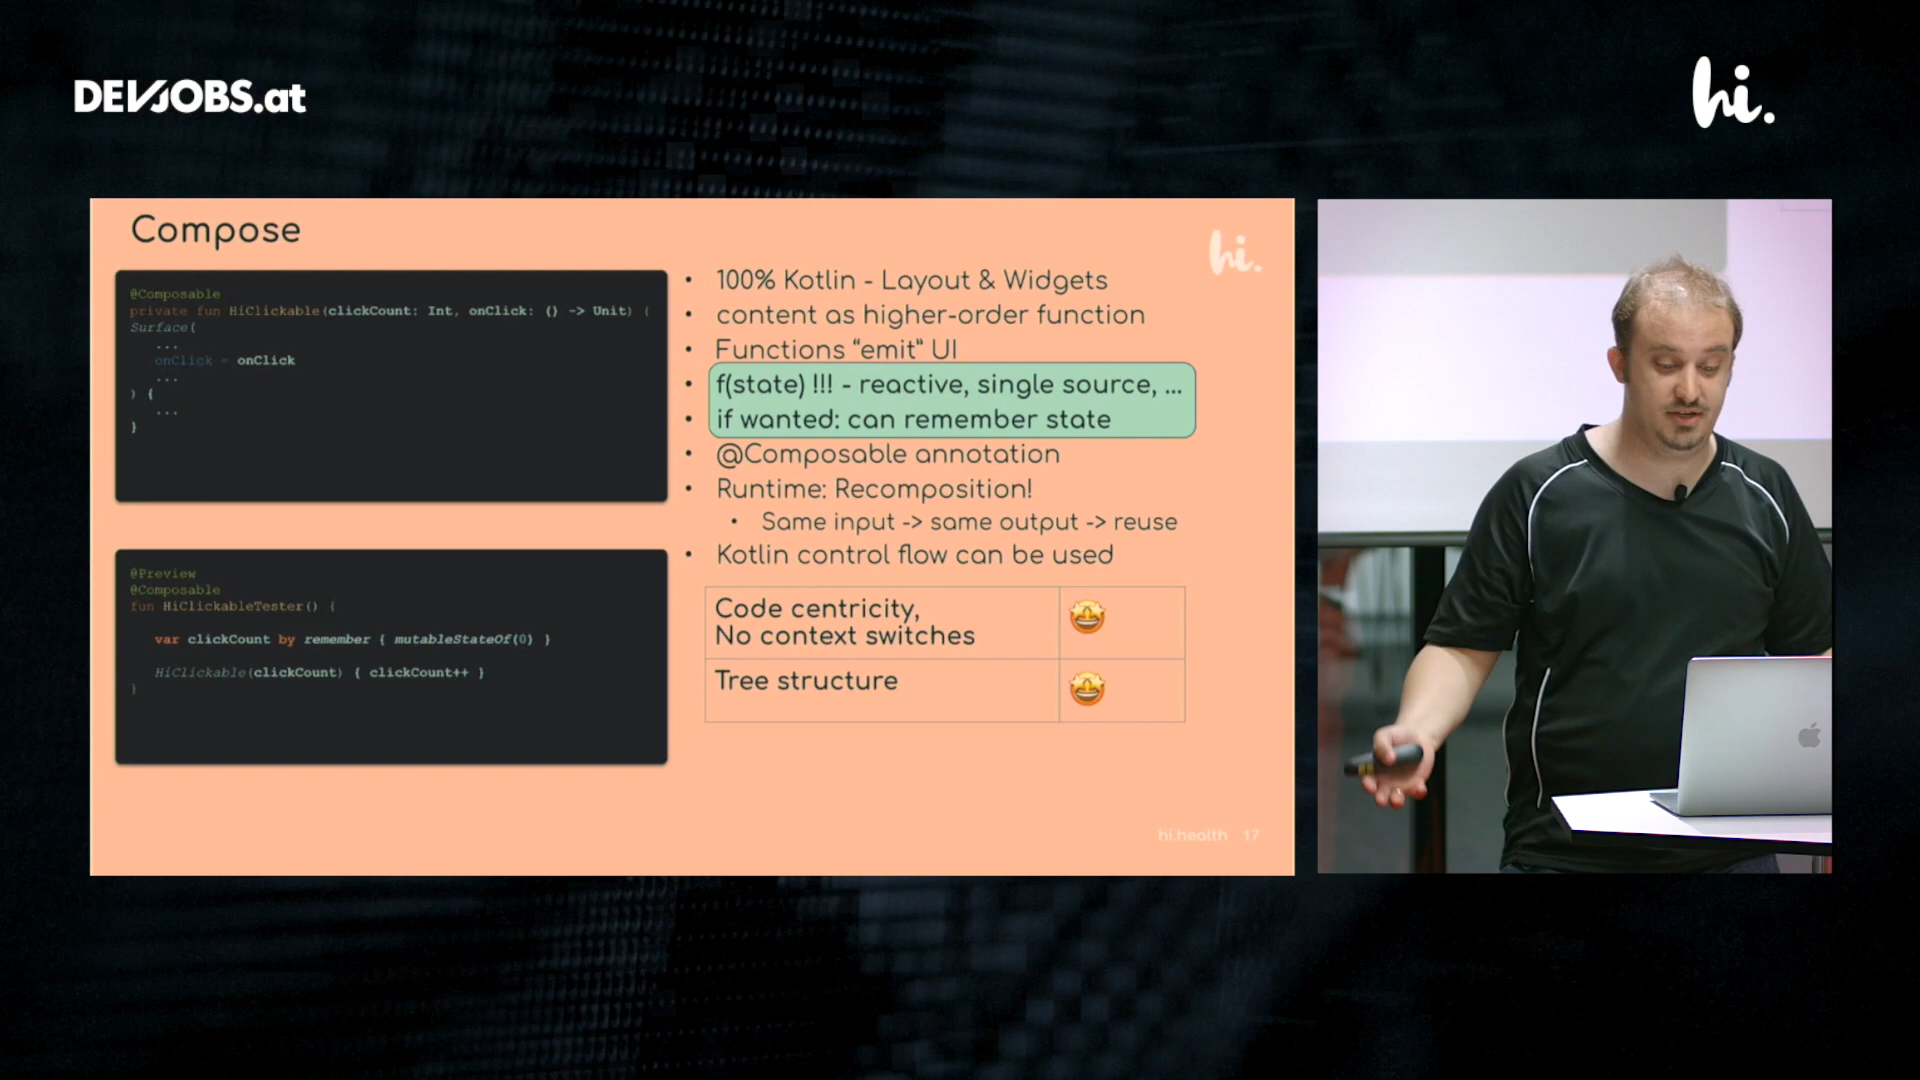 DEVJOBS.at
hi.
Compose
hi.
@Composable
private fun HiClickable(clickCount: Int, onClick: () -> Unit) {
Surface(
...
onClick = onClick
...
) {
...
}
@Preview
@Composable
fun HiClickableTester() {
var clickCount by remember { mutableStateOf(0) }
HiClickable(clickCount) { clickCount++ }
}
• 100% Kotlin - Layout & Widgets
• content as higher-order function
• Functions “emit” UI
• f(state) !!! - reactive, single source, ...
• if wanted: can remember state
• @Composable annotation
• Runtime: Recomposition!
• Same input -> same output -> reuse
• Kotlin control flow can be used
Code centricity, 🤩
No context switches
Tree structure 🤩
hi.health 17